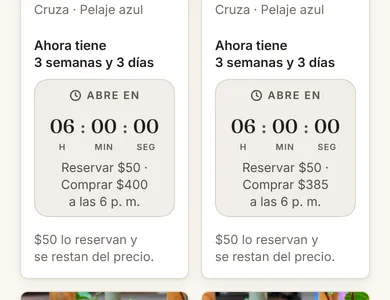 Cruza · Pelaje azul
Ahora tiene
3 semanas y 3 días
ABRE EN
06 : 00 : 00
H MIN SEG
Reservar $50 ·
Comprar $400
a las 6 p. m.
$50 lo reservan y
se restan del precio.
Cruza · Pelaje azul
Ahora tiene
3 semanas y 3 días
ABRE EN
06 : 00 : 00
H MIN SEG
Reservar $50 ·
Comprar $385
a las 6 p. m.
$50 lo reservan y
se restan del precio.